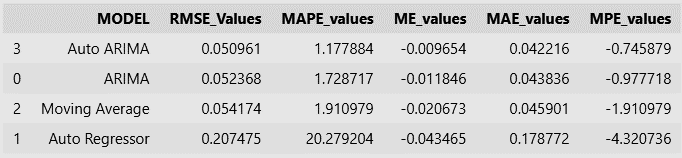 MODEL RMSE_Values MAPE_values ME_values MAE_values MPE_values
3 Auto ARIMA 0.050961 1.177884 -0.009654 0.042216 -0.745879
0 ARIMA 0.052368 1.728717 -0.011846 0.043836 -0.977718
2 Moving Average 0.054174 1.910979 -0.020673 0.045901 -1.910979
1 Auto Regressor 0.207475 20.279204 -0.043465 0.178772 -4.320736